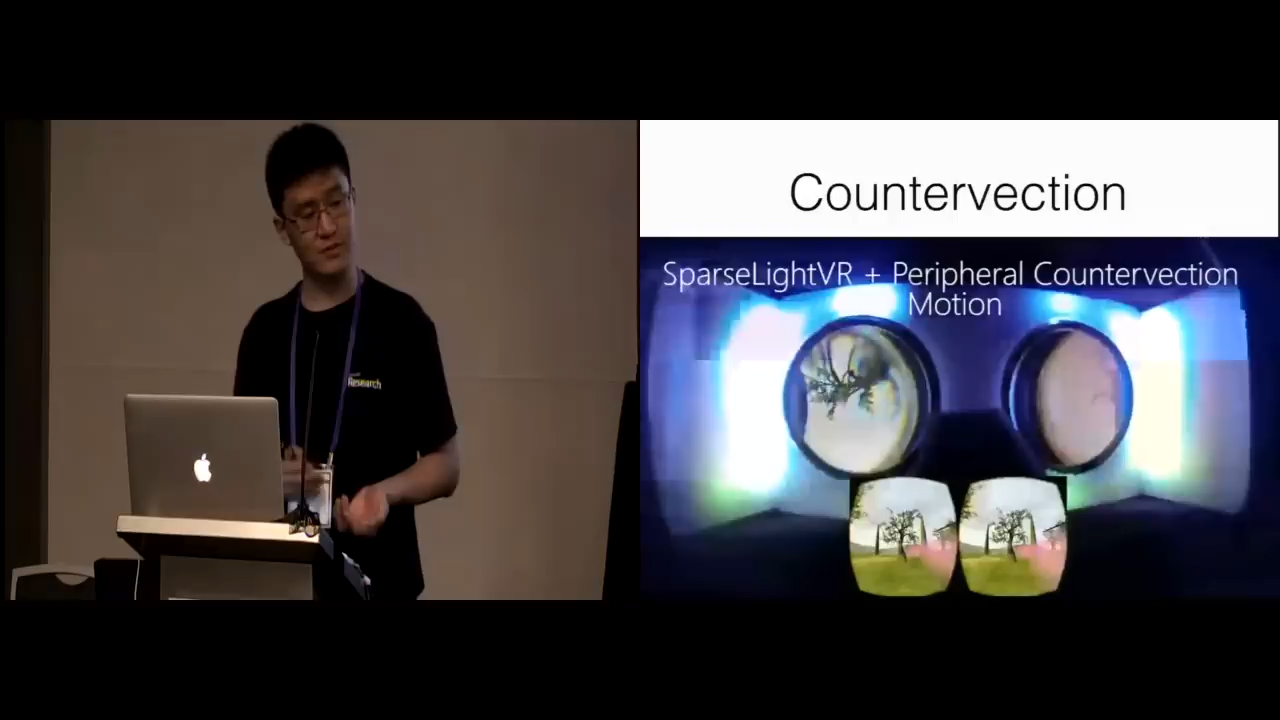 Countervection
SparseLightVR + Peripheral Countervection
Motion
Research